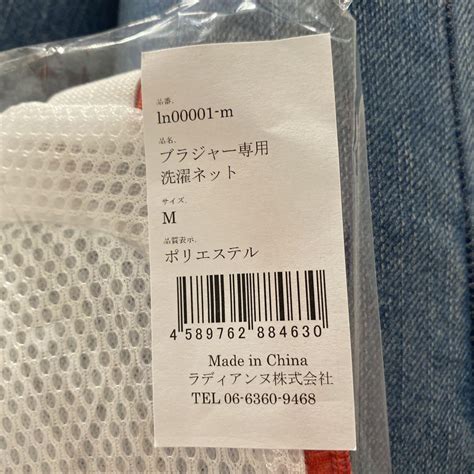 品番.
ln00001-m
品名.
ブラジャー専用
洗濯ネット
サイズ.
M
品質表示.
ポリエステル
4 589762 884630
Made in China
ラディアンヌ株式会社
TEL 06-6360-9468